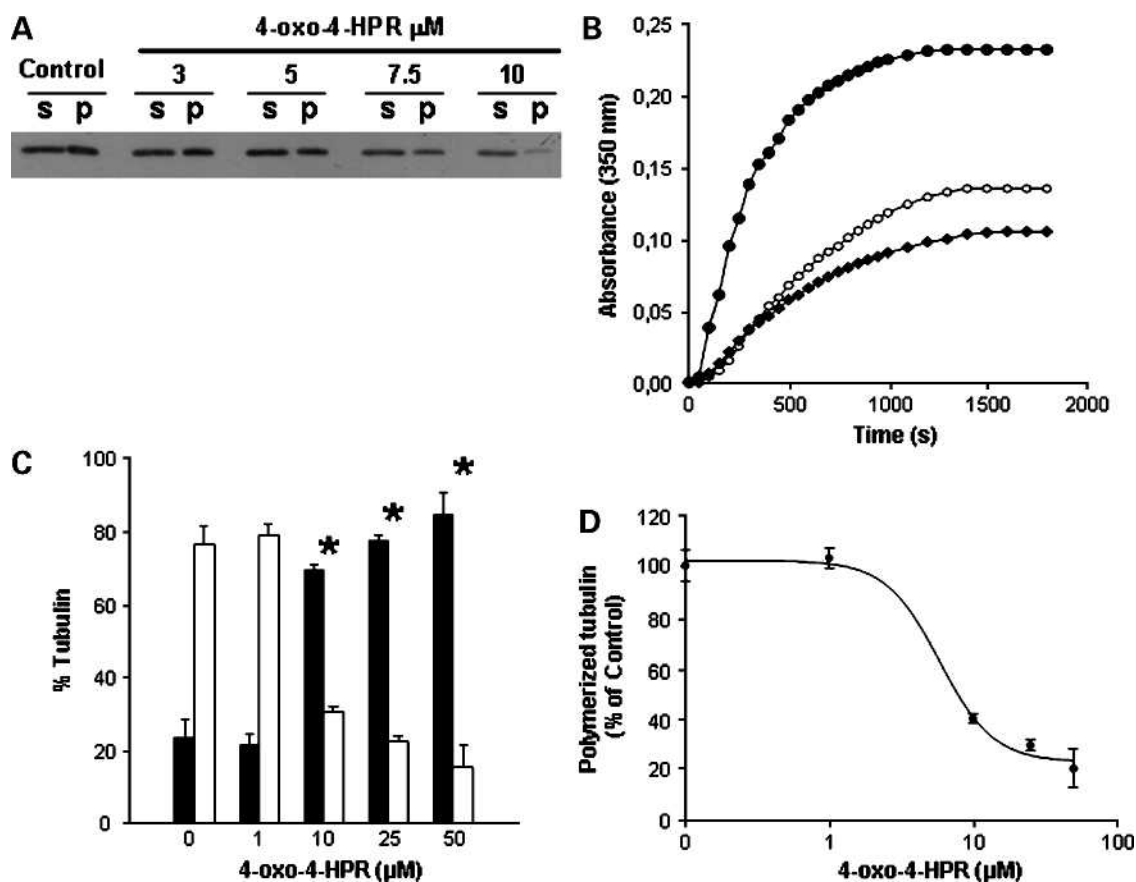 A
4-oxo-4-HPR µM
Control 3 5 7.5 10
s p s p s p s p s p
B
Absorbance (350 nm)
0,25
0,20
0,15
0,10
0,05
0,00
0 500 1000 1500 2000
Time (s)
C
% Tubulin
100
80
60
40
20
0
* * *
0 1 10 25 50
4-oxo-4-HPR (µM)
D
Polymerized tubulin
(% of Control)
120
100
80
60
40
20
0
0 1 10 100
4-oxo-4-HPR (µM)